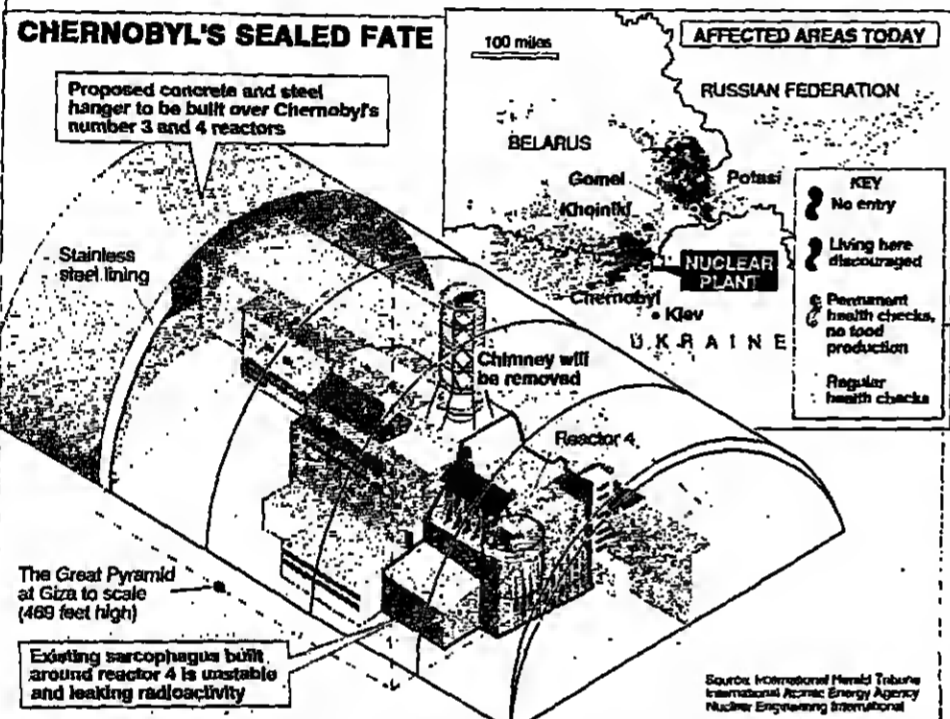 CHERNOBYL'S SEALED FATE
Proposed concrete and steel
hanger to be built over Chernobyl's
number 3 and 4 reactors
Stainless
steel lining
Chimney will
be removed
Reactor 4
The Great Pyramid
at Giza to scale
(469 feet high)
Existing sarcophagus built
around reactor 4 is unstable
and leaking radioactivity
100 miles
AFFECTED AREAS TODAY
RUSSIAN FEDERATION
BELARUS
Gomel
Potasi
Khoiniki
NUCLEAR
PLANT
Chernobyl
Kiev
UKRAINE
KEY
No entry
Living here
discouraged
Permanent
health checks,
no food
production
Regular
health checks
Source: International Herald Tribune
International Atomic Energy Agency
Nuclear Engineering International